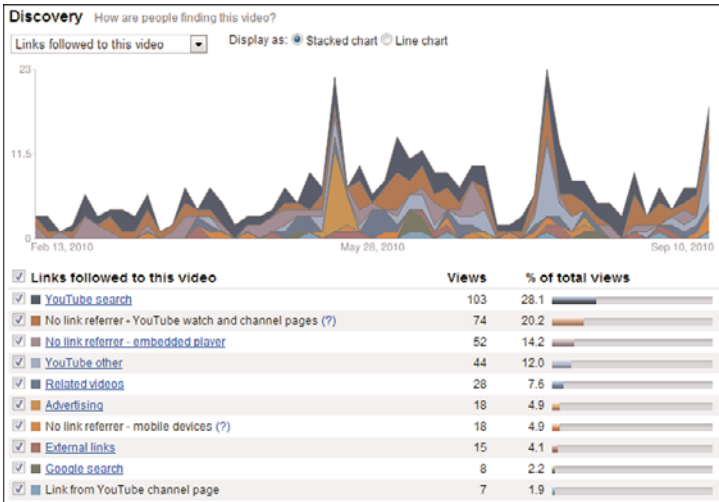 Discovery How are people finding this video?
Links followed to this video Display as: Stacked chart Line chart
23
11.5
0
Feb 13, 2010 May 28, 2010 Sep 10, 2010
Links followed to this video Views % of total views
YouTube search 103 28.1
No link referrer - YouTube watch and channel pages (?) 74 20.2
No link referrer - embedded player 52 14.2
YouTube other 44 12.0
Related videos 28 7.6
Advertising 18 4.9
No link referrer - mobile devices (?) 18 4.9
External links 15 4.1
Google search 8 2.2
Link from YouTube channel page 7 1.9